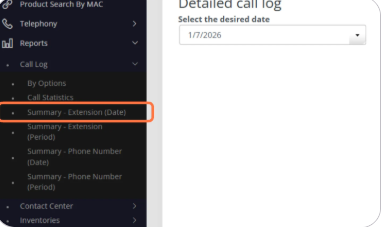 Product Search By MAC
Telephony
Reports
Call Log
By Options
Call Statistics
Summary - Extension (Date)
Summary - Extension
(Period)
Summary - Phone Number
(Date)
Summary - Phone Number
(Period)
Contact Center
Inventories
Detailed call log
Select the desired date
1/7/2026